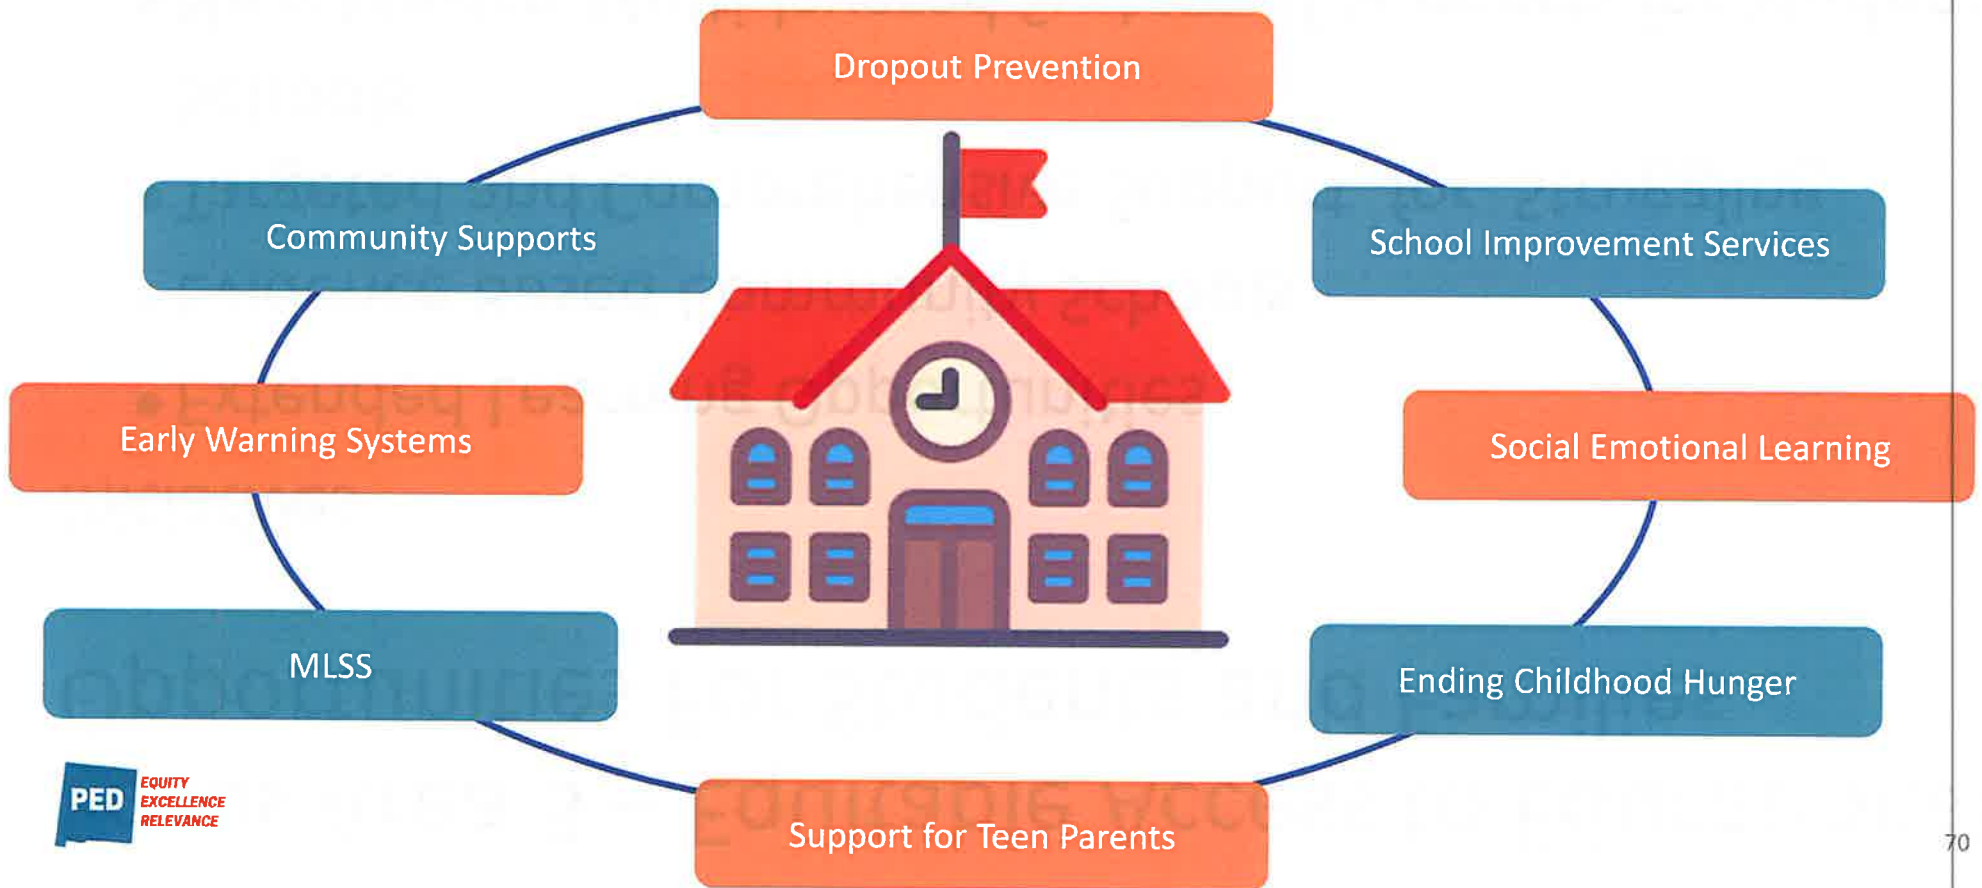 Dropout Prevention
Community Supports
School Improvement Services
Early Warning Systems
Social Emotional Learning
MLSS
Ending Childhood Hunger
Support for Teen Parents
PED
EQUITY
EXCELLENCE
RELEVANCE
70